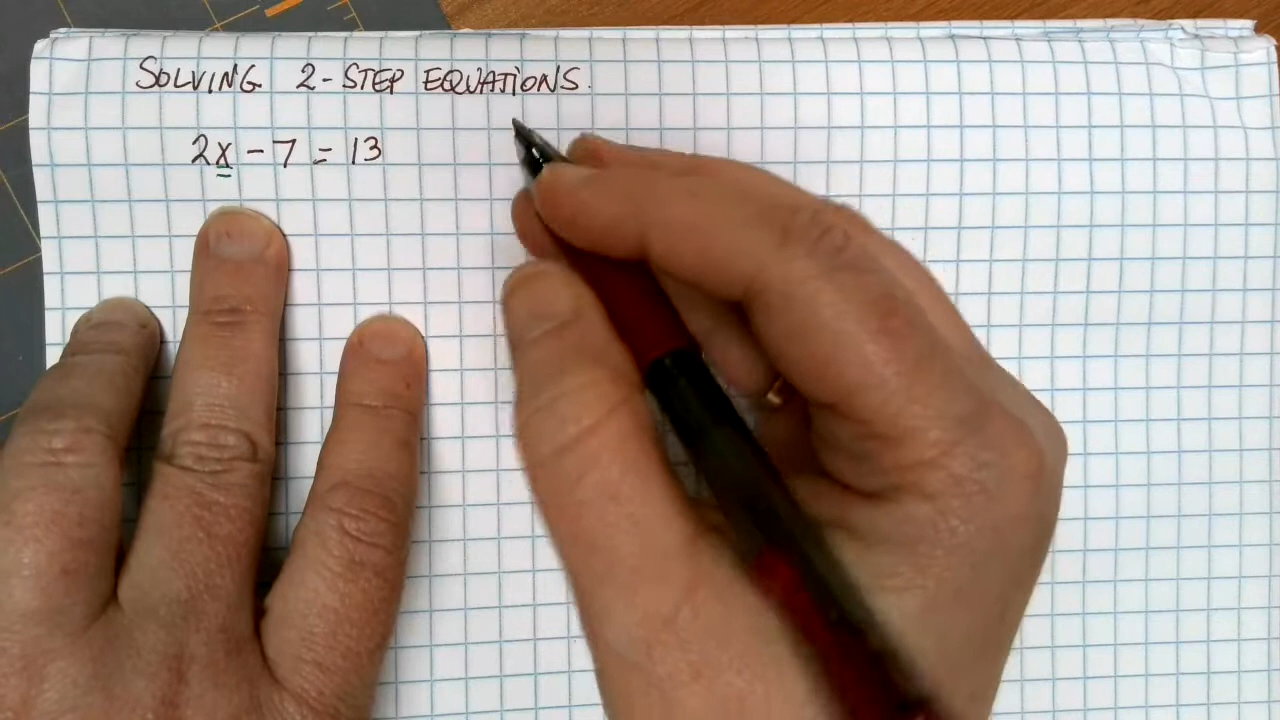 SOLVING 2-STEP EQUATIONS.
2x - 7 = 13